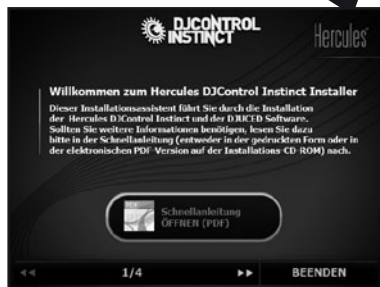 DJCONTROL
INSTINCT
Hercules
Willkommen zum Hercules DJControl Instinct Installer
Dieser Installationsassistent führt Sie durch die Installation
der Hercules DJControl Instinct und der DJUCED Software.
Sollten Sie weitere Informationen benötigen, lesen Sie dazu
bitte in der Schnellanleitung (entweder in der gedruckten Form oder in
der elektronischen PDF-Version auf der Installations-CD-ROM) nach.
PDF
Schnellanleitung
ÖFFNEN (PDF)
1/4
BEENDEN